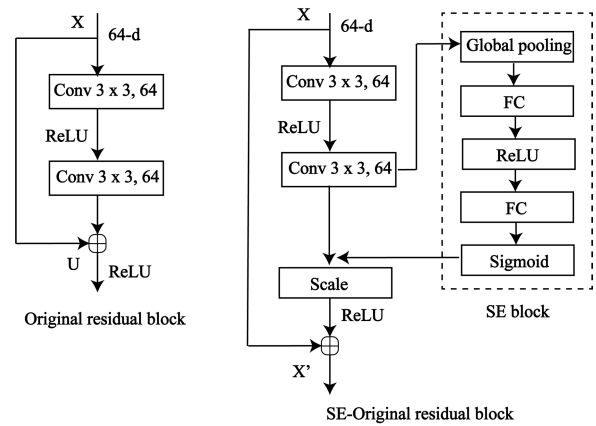 X
64-d
Conv 3 x 3, 64
ReLU
Conv 3 x 3, 64
U
ReLU
Original residual block
X
64-d
Conv 3 x 3, 64
ReLU
Conv 3 x 3, 64
Scale
ReLU
X’
SE-Original residual block
Global pooling
FC
ReLU
FC
Sigmoid
SE block